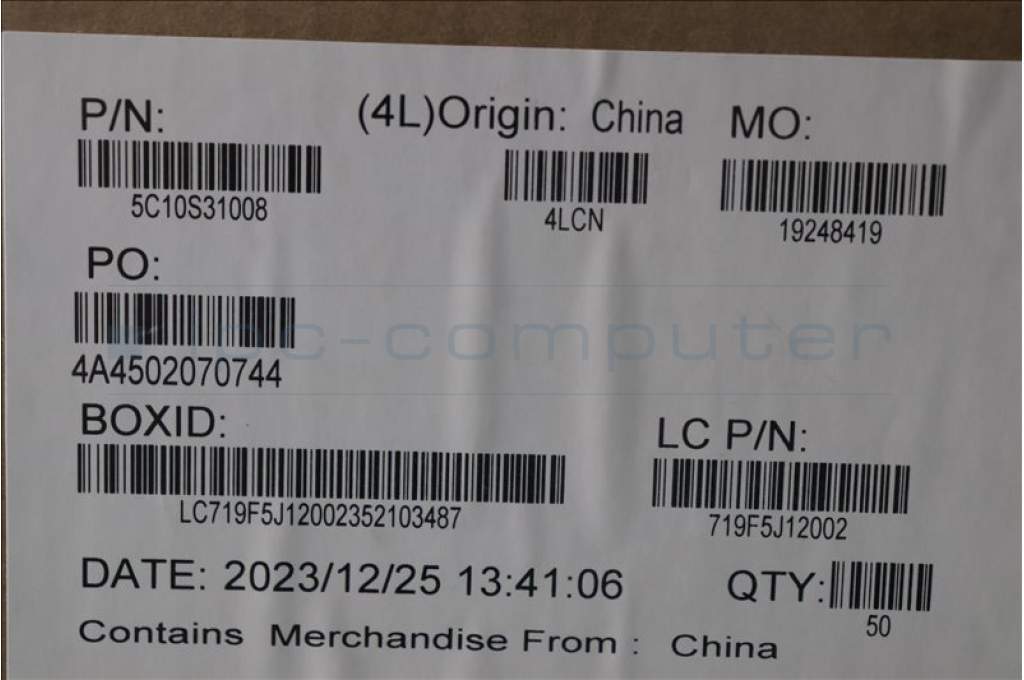 P/N: (4L)Origin: China MO:
5C10S31008 4LCN 19248419
PO:
4A4502070744
BOXID: LC P/N:
LC719F5J12002352103487 719F5J12002
DATE: 2023/12/25 13:41:06 QTY:
50
Contains Merchandise From : China
ipc-computer